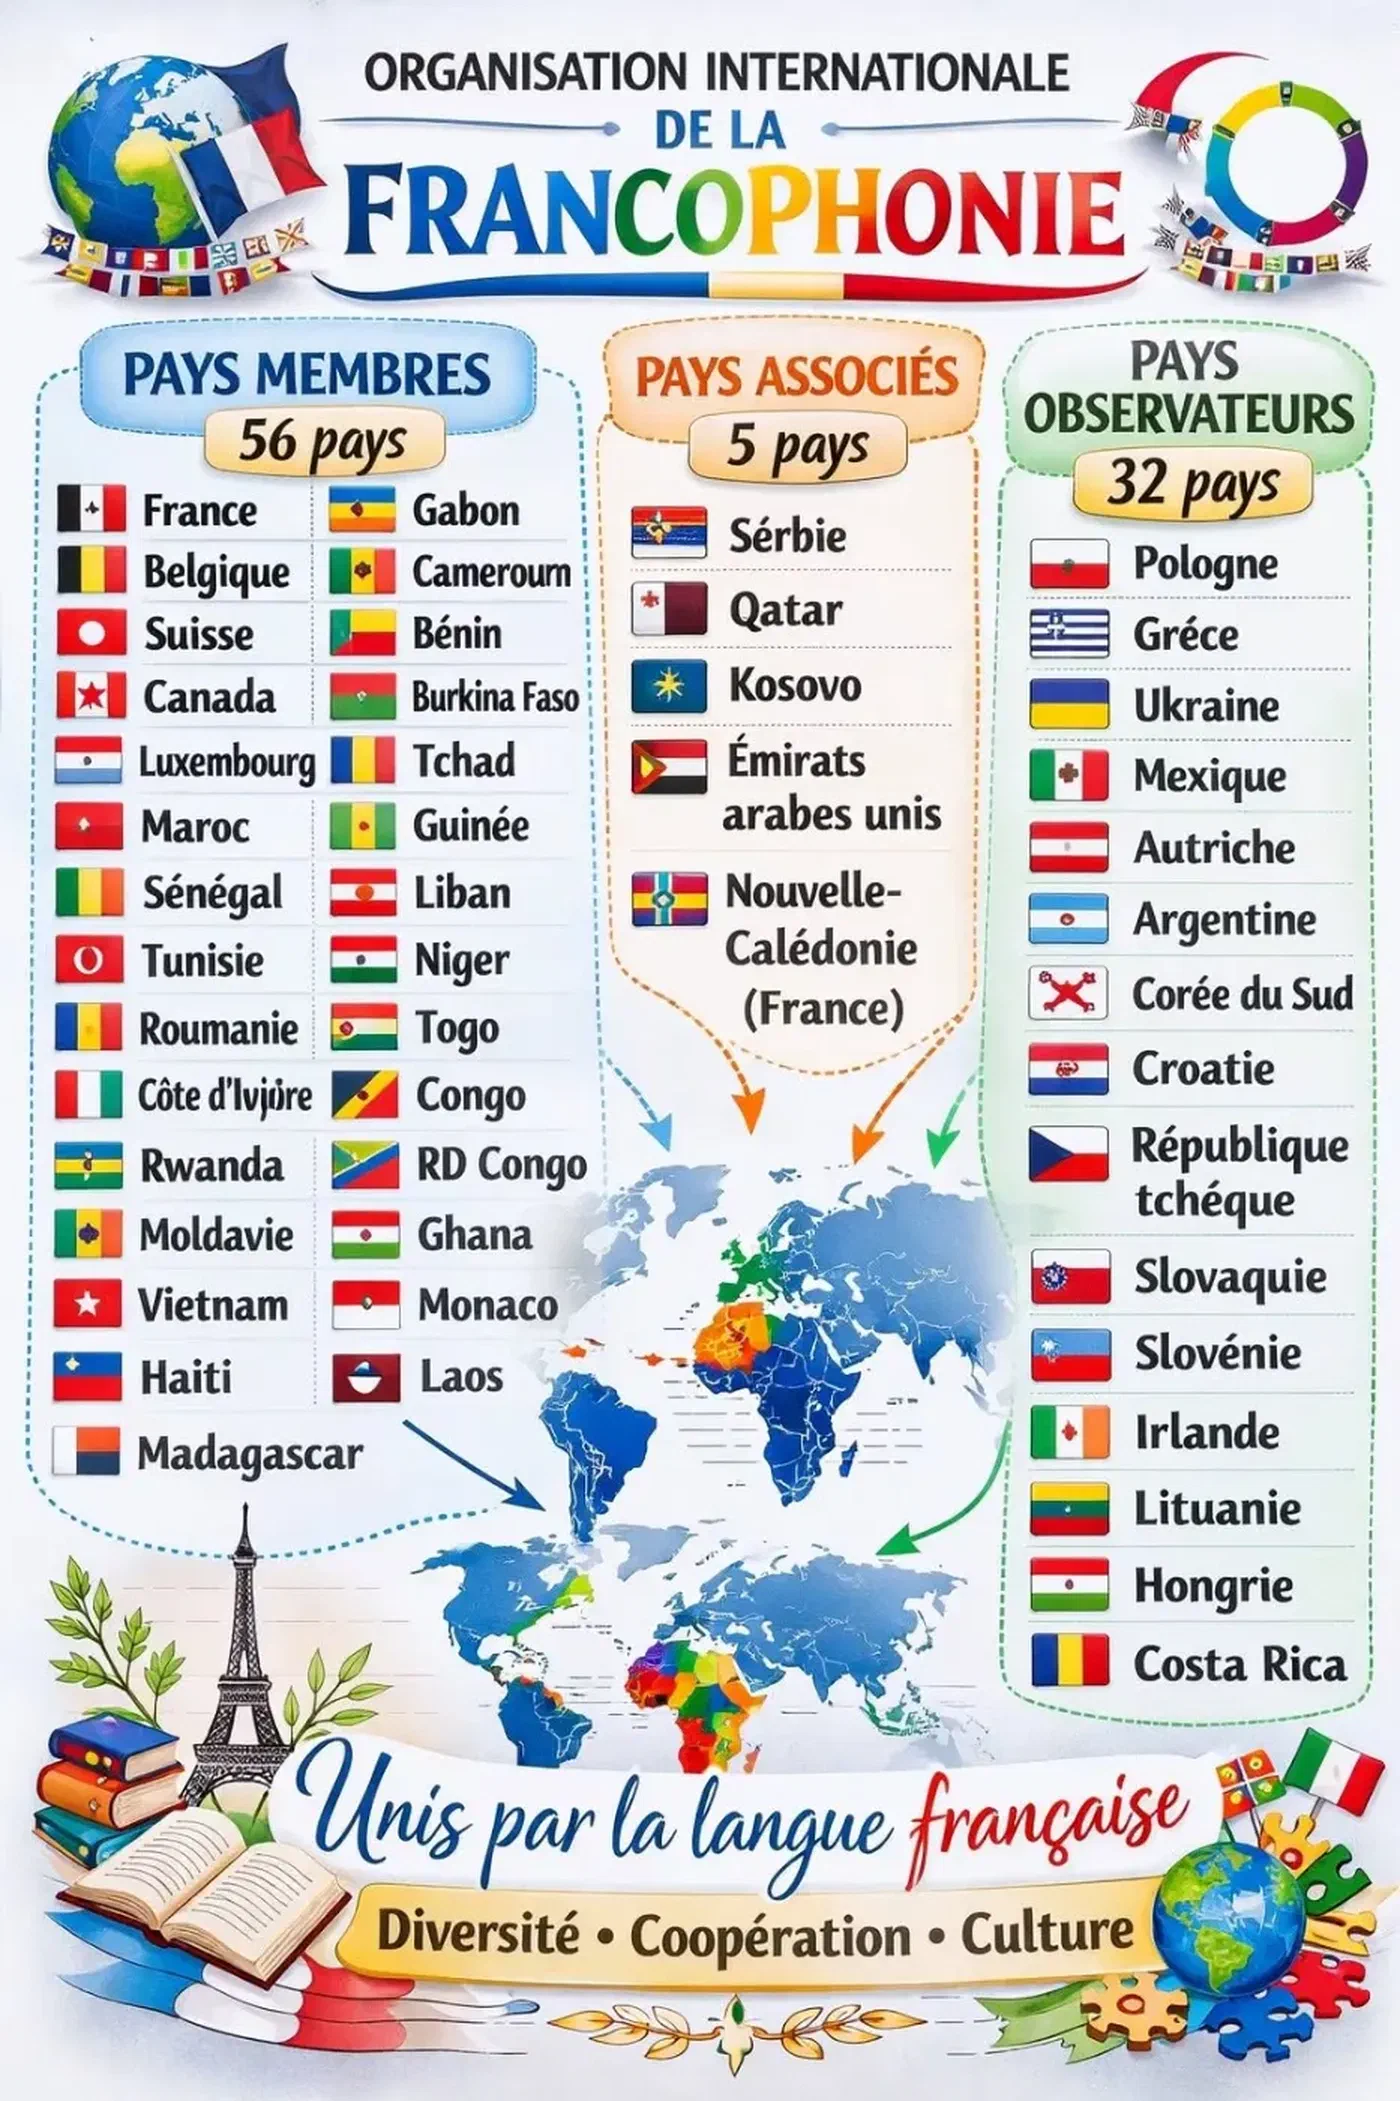 ORGANISATION INTERNATIONALE
DE LA
FRANCOPHONIE
PAYS MEMBRES
56 pays
France
Belgique
Suisse
Canada
Luxembourg
Maroc
Sénégal
Tunisie
Roumanie
Côte d'Ivjöre
Rwanda
Moldavie
Vietnam
Haiti
Madagascar
Gabon
Cameroum
Bénin
Burkina Faso
Tchad
Guinée
Liban
Niger
Togo
Congo
RD Congo
Ghana
Monaco
Laos
PAYS ASSOCIÉS
5 pays
Sérbie
Qatar
Kosovo
Émirats
arabes unis
Nouvelle-
Calédonie
(France)
PAYS
OBSERVATEURS
32 pays
Pologne
Gréce
Ukraine
Mexique
Autriche
Argentine
Corée du Sud
Croatie
République
tchéque
Slovaquie
Slovénie
Irlande
Lituanie
Hongrie
Costa Rica
Unis par la langue française
Diversité • Coopération • Culture